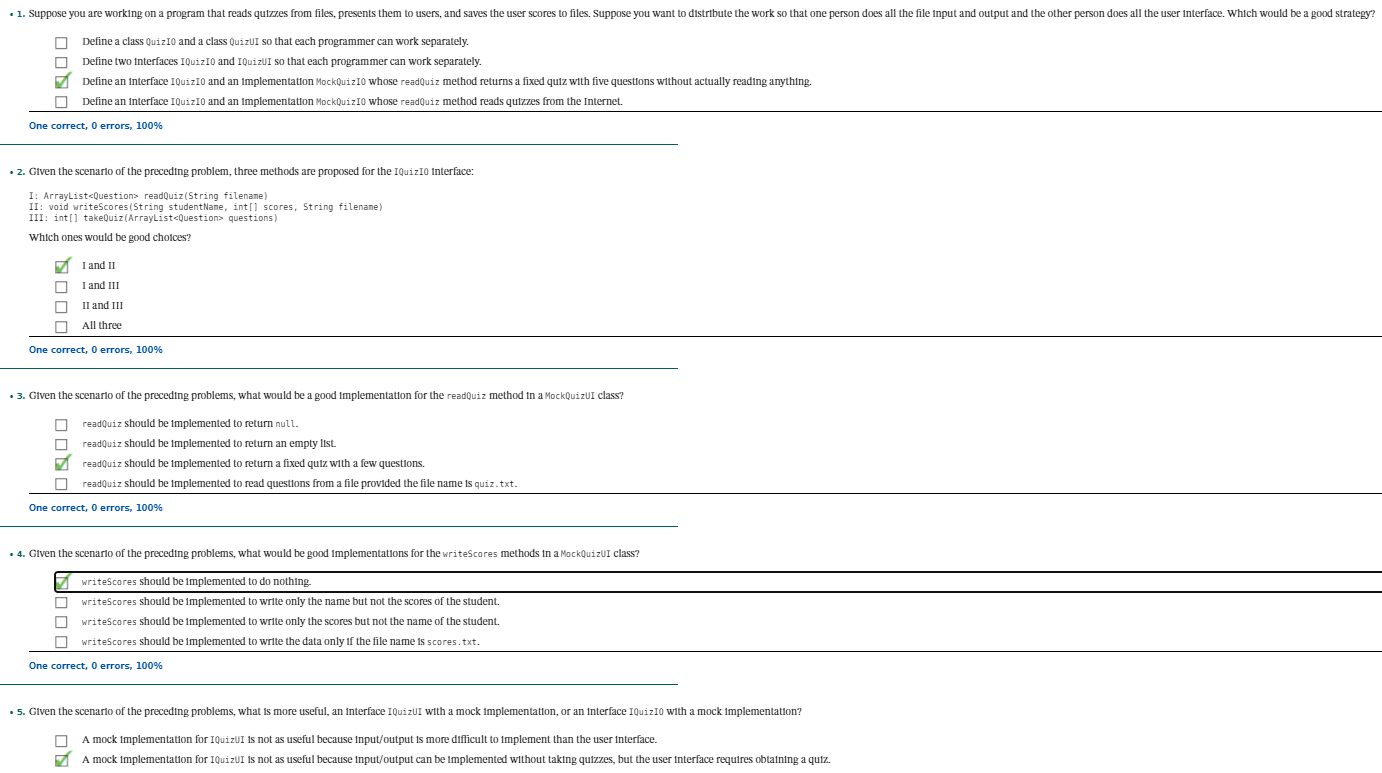 • 1. Suppose you are working on a program that reads quizzes from files, presents them to users, and saves the user scores to files. Suppose you want to distribute the work so that one person does all the file input and output and the other person does all the user interface. Which would be a good strategy?
Define a class QuizIO and a class QuizUI so that each programmer can work separately.
Define two interfaces IQuizIO and IQuizUI so that each programmer can work separately.
Define an interface IQuizIO and an implementation MockQuizIO whose readQuiz method returns a fixed quiz with five questions without actually reading anything.
Define an interface IQuizIO and an implementation MockQuizIO whose readQuiz method reads quizzes from the Internet.
One correct, 0 errors, 100%
• 2. Given the scenario of the preceding problem, three methods are proposed for the IQuizIO interface:
I: ArrayList<Question> readQuiz(String filename)
II: void writeScores(String studentName, int[] scores, String filename)
III: int[] takeQuiz(ArrayList<Question> questions)
Which ones would be good choices?
I and II
I and III
II and III
All three
One correct, 0 errors, 100%
• 3. Given the scenario of the preceding problems, what would be a good implementation for the readQuiz method in a MockQuizUI class?
readQuiz should be implemented to return null.
readQuiz should be implemented to return an empty list.
readQuiz should be implemented to return a fixed quiz with a few questions.
readQuiz should be implemented to read questions from a file provided the file name is quiz.txt.
One correct, 0 errors, 100%
• 4. Given the scenario of the preceding problems, what would be good implementations for the writeScores methods in a MockQuizUI class?
writeScores should be implemented to do nothing.
writeScores should be implemented to write only the name but not the scores of the student.
writeScores should be implemented to write only the scores but not the name of the student.
writeScores should be implemented to write the data only if the file name is scores.txt.
One correct, 0 errors, 100%
• 5. Given the scenario of the preceding problems, what is more useful, an interface IQuizUI with a mock implementation, or an interface IQuizIO with a mock implementation?
A mock implementation for IQuizUI is not as useful because input/output is more difficult to implement than the user interface.
A mock implementation for IQuizUI is not as useful because input/output can be implemented without taking quizzes, but the user interface requires obtaining a quiz.